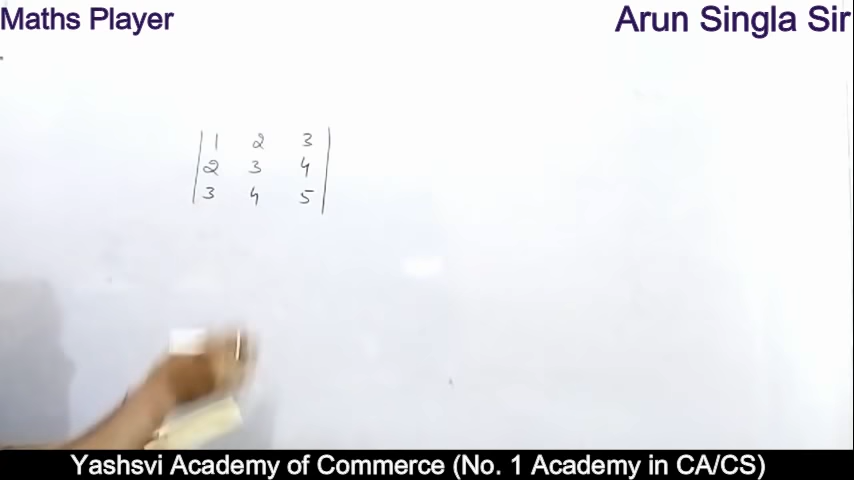 Maths Player
Arun Singla Sir
1 2 3
2 3 4
3 4 5
Yashsvi Academy of Commerce (No. 1 Academy in CA/CS)